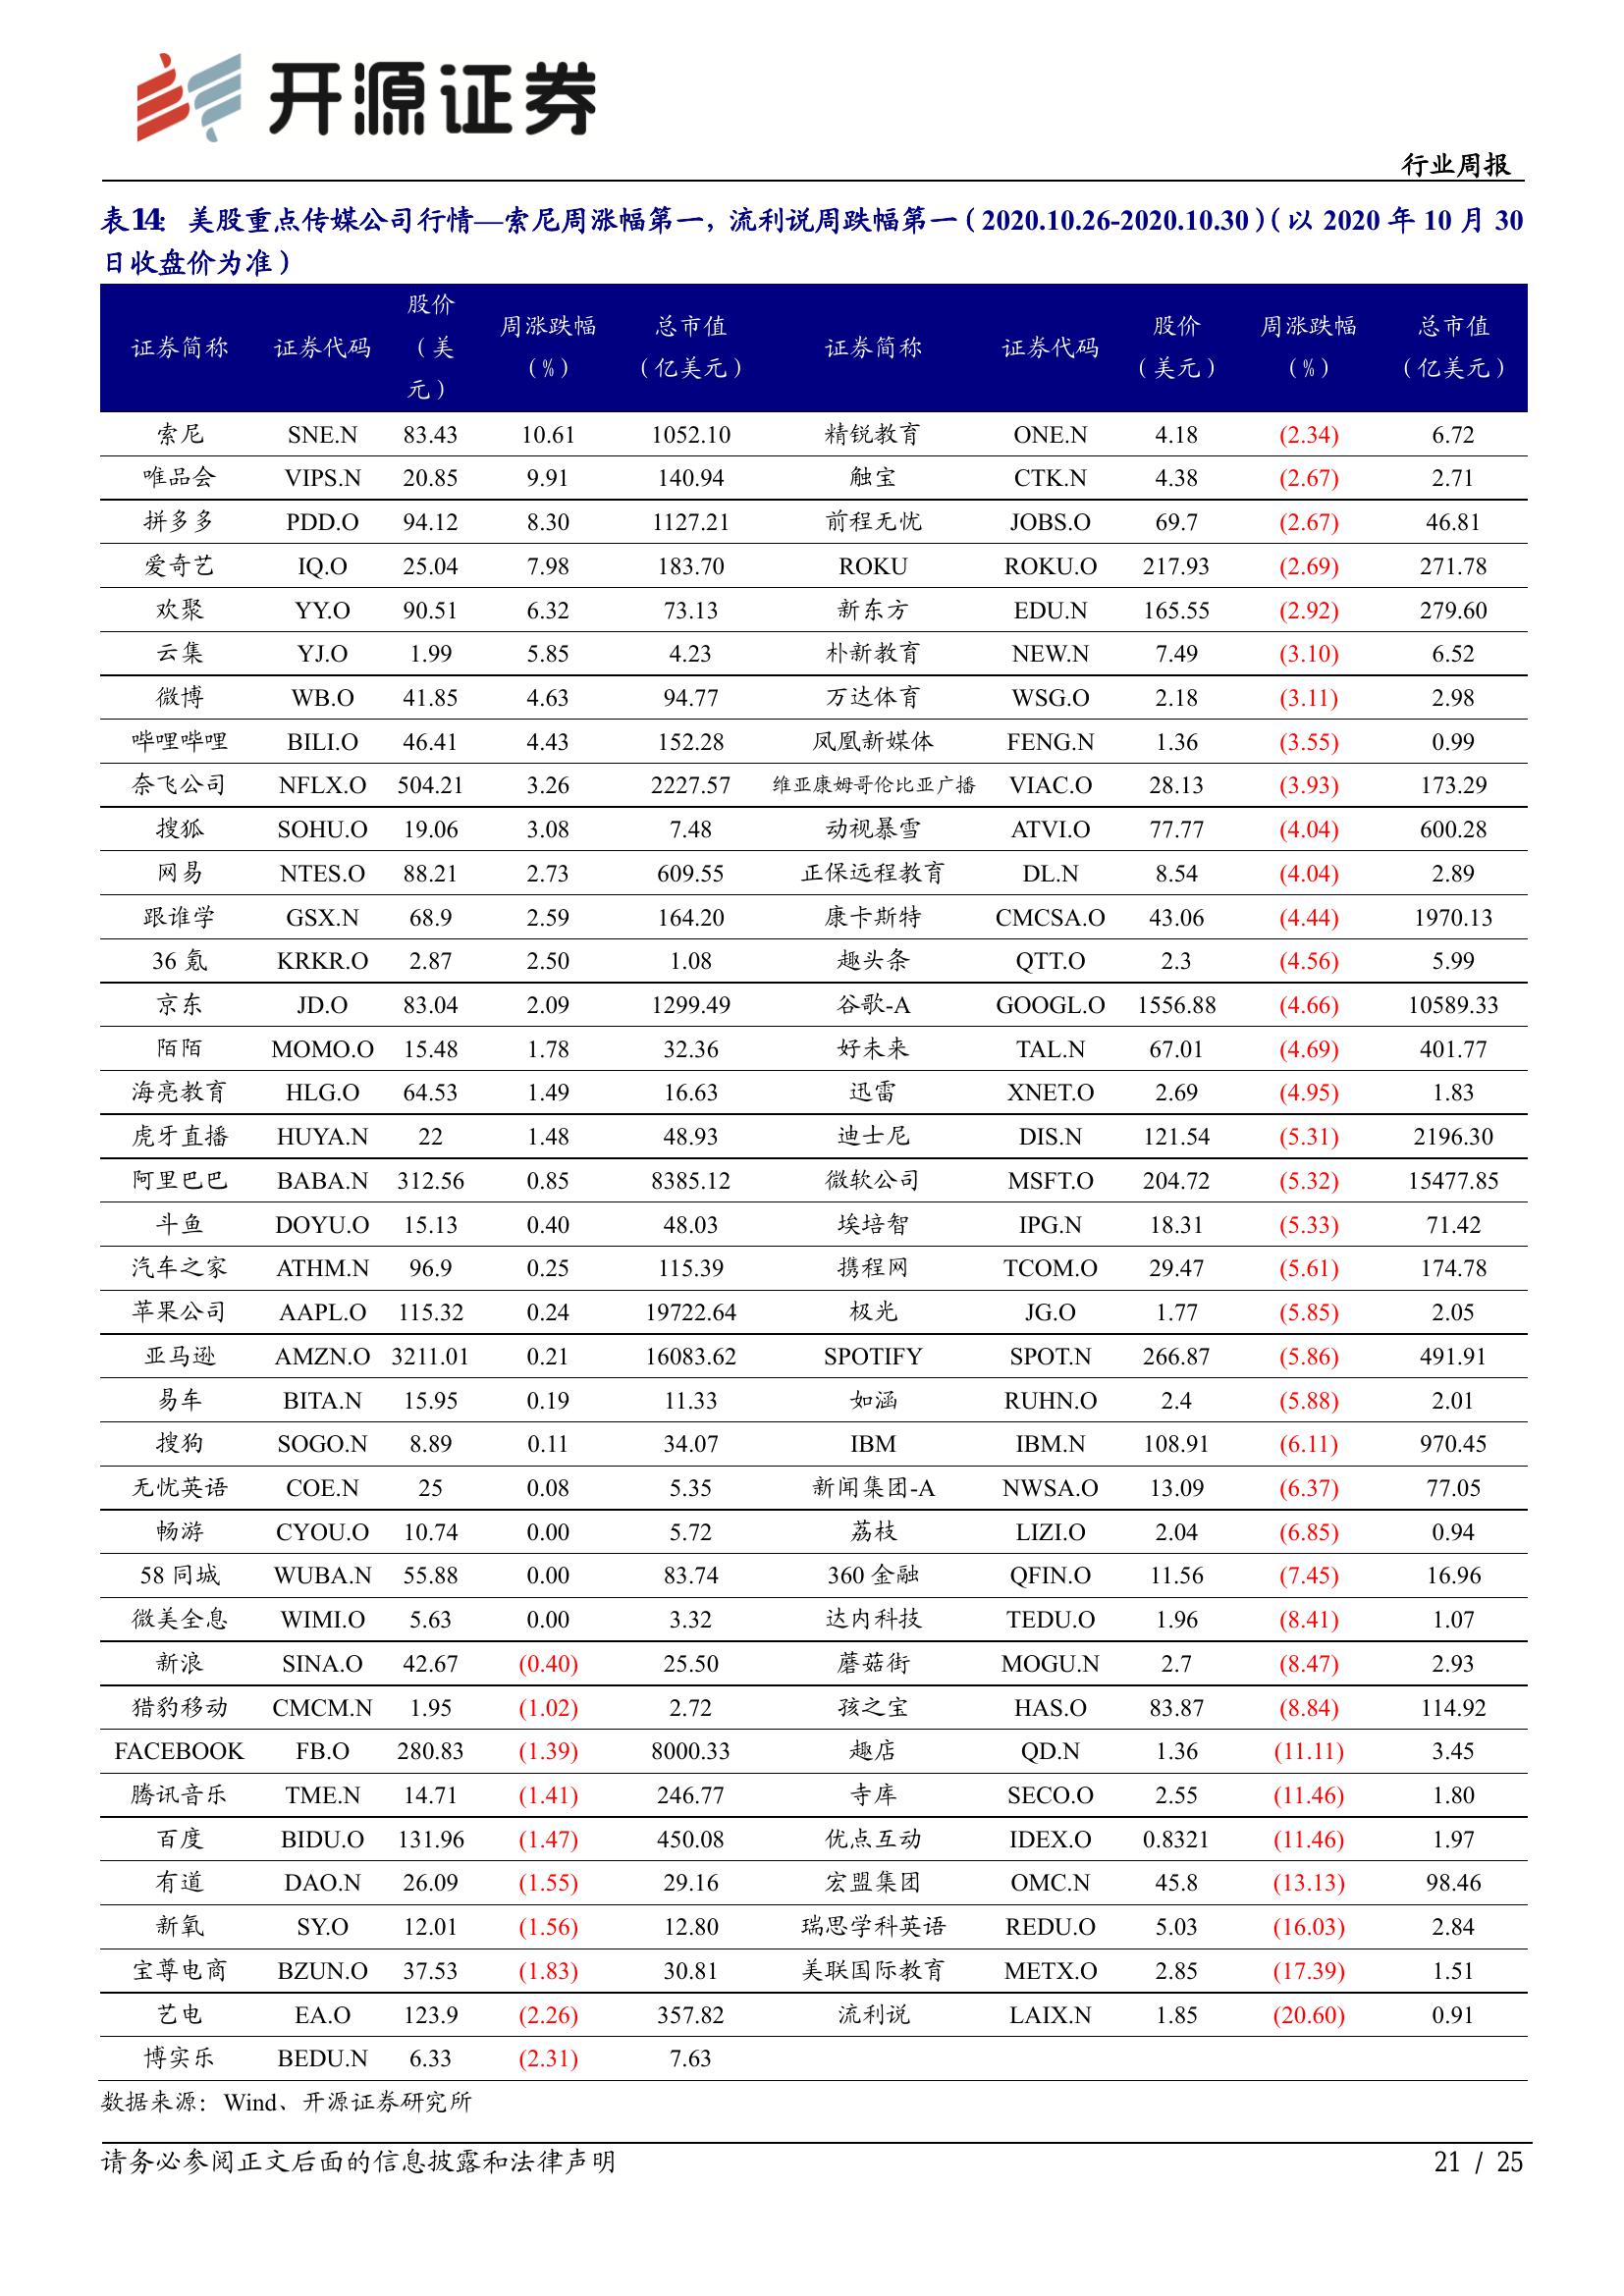 开源证券
行业周报
表14： 美股重点传媒公司行情—索尼周涨幅第一，流利说周跌幅第一（2020.10.26-2020.10.30）（以 2020 年 10 月 30
日收盘价为准）
证券简称 证券代码 股价（美元） 周涨跌幅（%） 总市值（亿美元） 证券简称 证券代码 股价（美元） 周涨跌幅（%） 总市值（亿美元）
索尼 SNE.N 83.43 10.61 1052.10 精锐教育 ONE.N 4.18 (2.34) 6.72
唯品会 VIPS.N 20.85 9.91 140.94 触宝 CTK.N 4.38 (2.67) 2.71
拼多多 PDD.O 94.12 8.30 1127.21 前程无忧 JOBS.O 69.7 (2.67) 46.81
爱奇艺 IQ.O 25.04 7.98 183.70 ROKU ROKU.O 217.93 (2.69) 271.78
欢聚 YY.O 90.51 6.32 73.13 新东方 EDU.N 165.55 (2.92) 279.60
云集 YJ.O 1.99 5.85 4.23 朴新教育 NEW.N 7.49 (3.10) 6.52
微博 WB.O 41.85 4.63 94.77 万达体育 WSG.O 2.18 (3.11) 2.98
哔哩哔哩 BILI.O 46.41 4.43 152.28 凤凰新媒体 FENG.N 1.36 (3.55) 0.99
奈飞公司 NFLX.O 504.21 3.26 2227.57 维亚康姆哥伦比亚广播 VIAC.O 28.13 (3.93) 173.29
搜狐 SOHU.O 19.06 3.08 7.48 动视暴雪 ATVI.O 77.77 (4.04) 600.28
网易 NTES.O 88.21 2.73 609.55 正保远程教育 DL.N 8.54 (4.04) 2.89
跟谁学 GSX.N 68.9 2.59 164.20 康卡斯特 CMCSA.O 43.06 (4.44) 1970.13
36 氪 KRKR.O 2.87 2.50 1.08 趣头条 QTT.O 2.3 (4.56) 5.99
京东 JD.O 83.04 2.09 1299.49 谷歌-A GOOGL.O 1556.88 (4.66) 10589.33
陌陌 MOMO.O 15.48 1.78 32.36 好未来 TAL.N 67.01 (4.69) 401.77
海亮教育 HLG.O 64.53 1.49 16.63 迅雷 XNET.O 2.69 (4.95) 1.83
虎牙直播 HUYA.N 22 1.48 48.93 迪士尼 DIS.N 121.54 (5.31) 2196.30
阿里巴巴 BABA.N 312.56 0.85 8385.12 微软公司 MSFT.O 204.72 (5.32) 15477.85
斗鱼 DOYU.O 15.13 0.40 48.03 埃培智 IPG.N 18.31 (5.33) 71.42
汽车之家 ATHM.N 96.9 0.25 115.39 携程网 TCOM.O 29.47 (5.61) 174.78
苹果公司 AAPL.O 115.32 0.24 19722.64 极光 JG.O 1.77 (5.85) 2.05
亚马逊 AMZN.O 3211.01 0.21 16083.62 SPOTIFY SPOT.N 266.87 (5.86) 491.91
易车 BITA.N 15.95 0.19 11.33 如涵 RUHN.O 2.4 (5.88) 2.01
搜狗 SOGO.N 8.89 0.11 34.07 IBM IBM.N 108.91 (6.11) 970.45
无忧英语 COE.N 25 0.08 5.35 新闻集团-A NWSA.O 13.09 (6.37) 77.05
畅游 CYOU.O 10.74 0.00 5.72 荔枝 LIZI.O 2.04 (6.85) 0.94
58 同城 WUBA.N 55.88 0.00 83.74 360 金融 QFIN.O 11.56 (7.45) 16.96
微美全息 WIMI.O 5.63 0.00 3.32 达内科技 TEDU.O 1.96 (8.41) 1.07
新浪 SINA.O 42.67 (0.40) 25.50 蘑菇街 MOGU.N 2.7 (8.47) 2.93
猎豹移动 CMCM.N 1.95 (1.02) 2.72 孩之宝 HAS.O 83.87 (8.84) 114.92
FACEBOOK FB.O 280.83 (1.39) 8000.33 趣店 QD.N 1.36 (11.11) 3.45
腾讯音乐 TME.N 14.71 (1.41) 246.77 寺库 SECO.O 2.55 (11.46) 1.80
百度 BIDU.O 131.96 (1.47) 450.08 优点互动 IDEX.O 0.8321 (11.46) 1.97
有道 DAO.N 26.09 (1.55) 29.16 宏盟集团 OMC.N 45.8 (13.13) 98.46
新氧 SY.O 12.01 (1.56) 12.80 瑞思学科英语 REDU.O 5.03 (16.03) 2.84
宝尊电商 BZUN.O 37.53 (1.83) 30.81 美联国际教育 METX.O 2.85 (17.39) 1.51
艺电 EA.O 123.9 (2.26) 357.82 流利说 LAIX.N 1.85 (20.60) 0.91
博实乐 BEDU.N 6.33 (2.31) 7.63
数据来源：Wind、开源证券研究所
请务必参阅正文后面的信息披露和法律声明 21 / 25